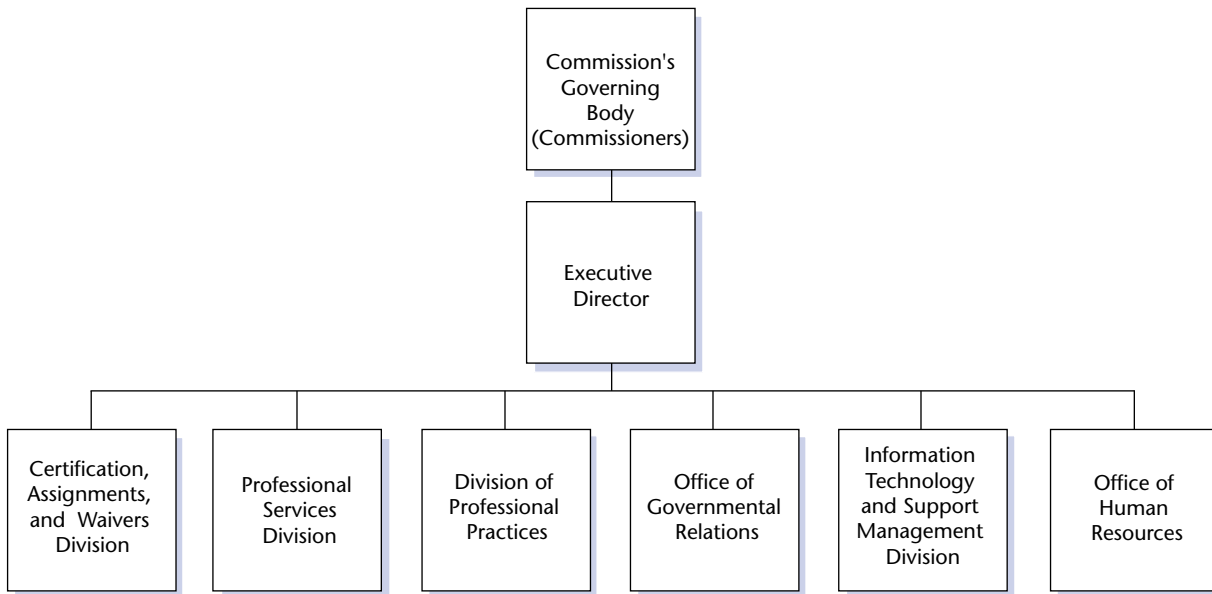 Commission's
Governing
Body
(Commissioners)
Executive
Director
Certification,
Assignments,
and Waivers
Division
Professional
Services
Division
Division of
Professional
Practices
Office of
Governmental
Relations
Information
Technology
and Support
Management
Division
Office of
Human
Resources